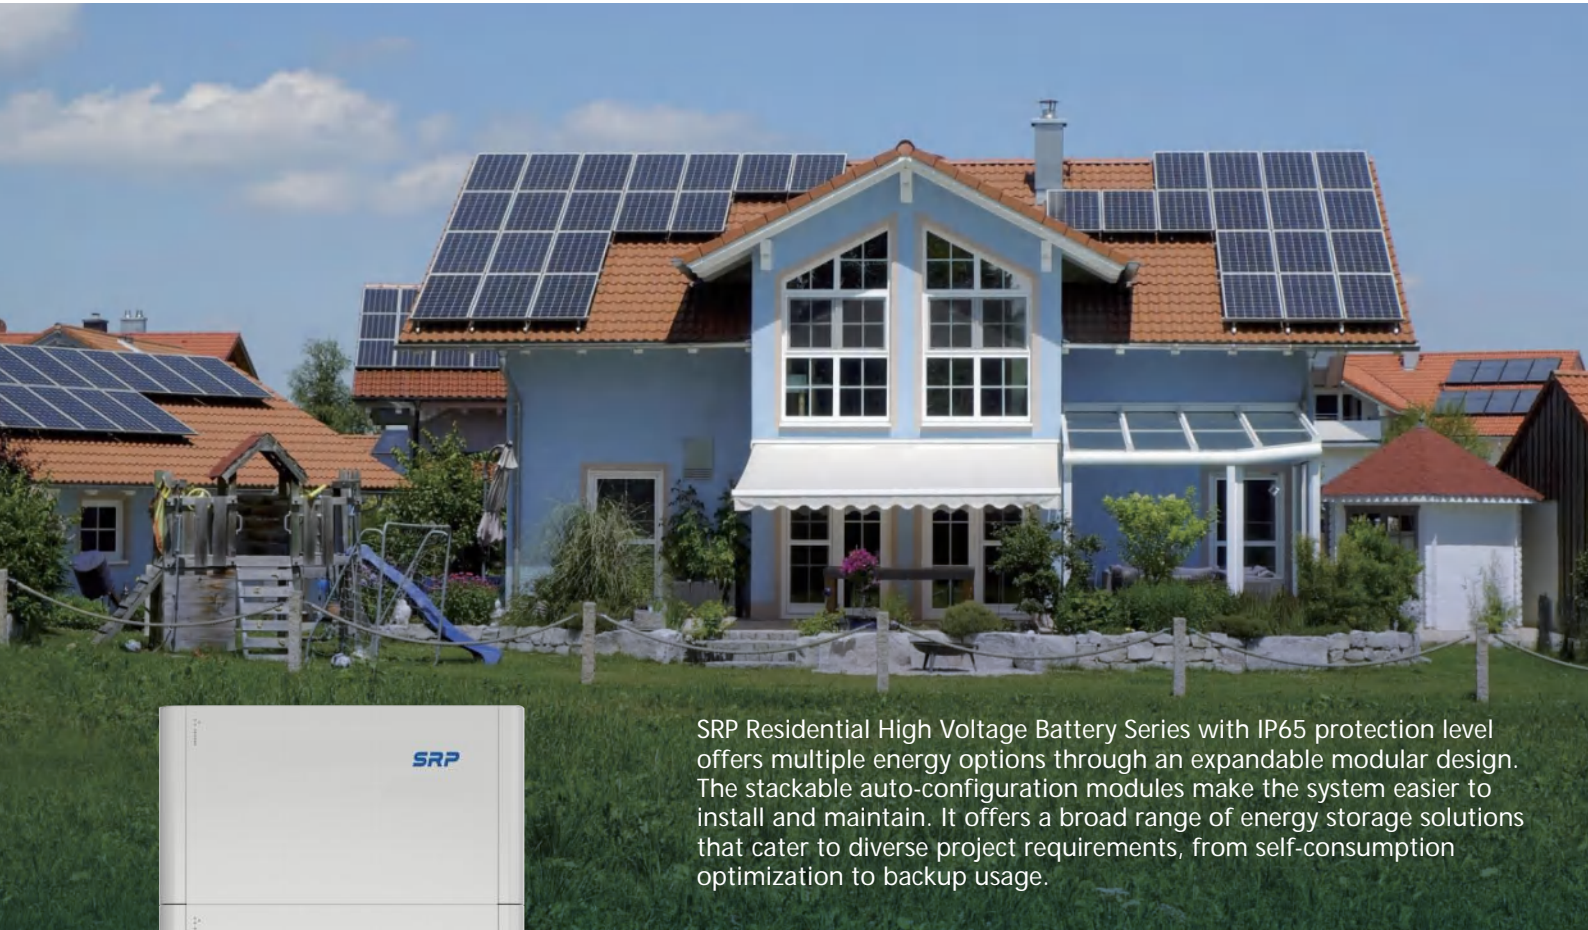 SRP
SRP Residential High Voltage Battery Series with IP65 protection level
offers multiple energy options through an expandable modular design.
The stackable auto-configuration modules make the system easier to
install and maintain. It offers a broad range of energy storage solutions
that cater to diverse project requirements, from self-consumption
optimization to backup usage.